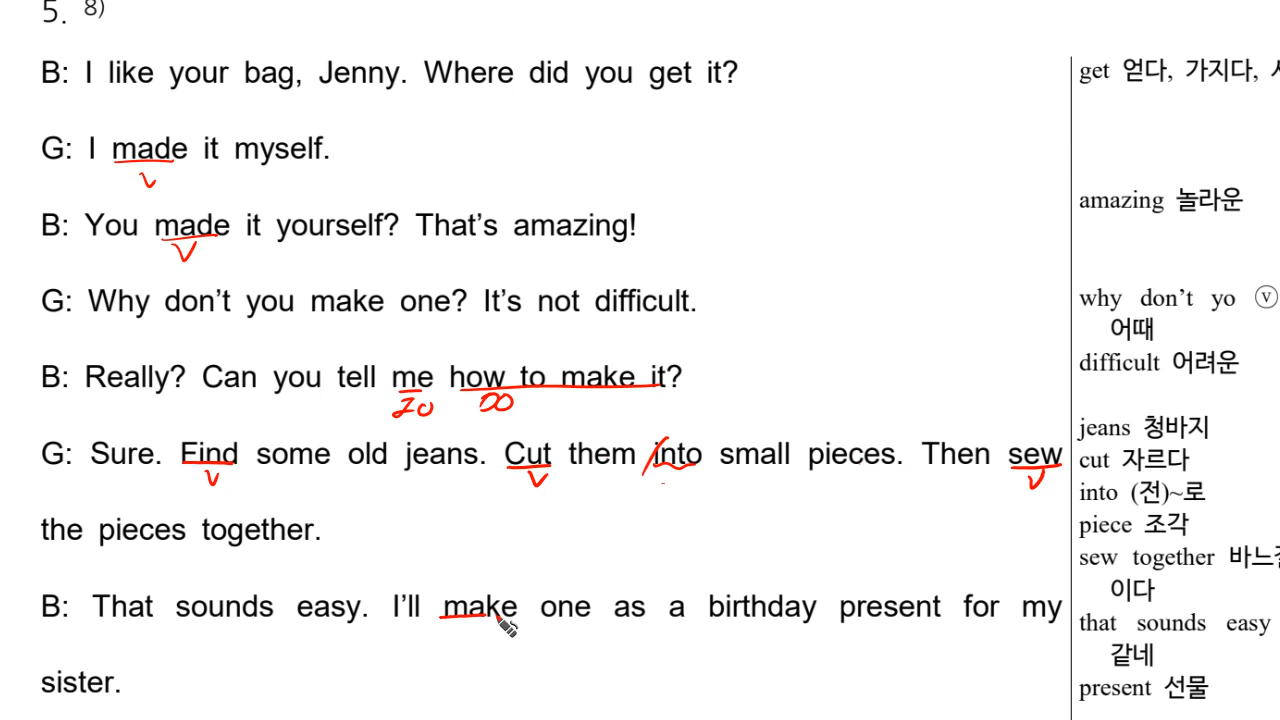 5. 8)
B: I like your bag, Jenny. Where did you get it?
G: I made it myself.
V
B: You made it yourself? That's amazing!
V
G: Why don't you make one? It's not difficult.
B: Really? Can you tell me how to make it?
IO DO
G: Sure. Find some old jeans. Cut them into small pieces. Then sew
V V V
the pieces together.
B: That sounds easy. I'll make one as a birthday present for my
sister.
get 얻다, 가지다,
amazing 놀라운
why don't yo ⓥ
어때
difficult 어려운
jeans 청바지
cut 자르다
into (전)~로
piece 조각
sew together
이다
that sounds easy
같네
present 선물